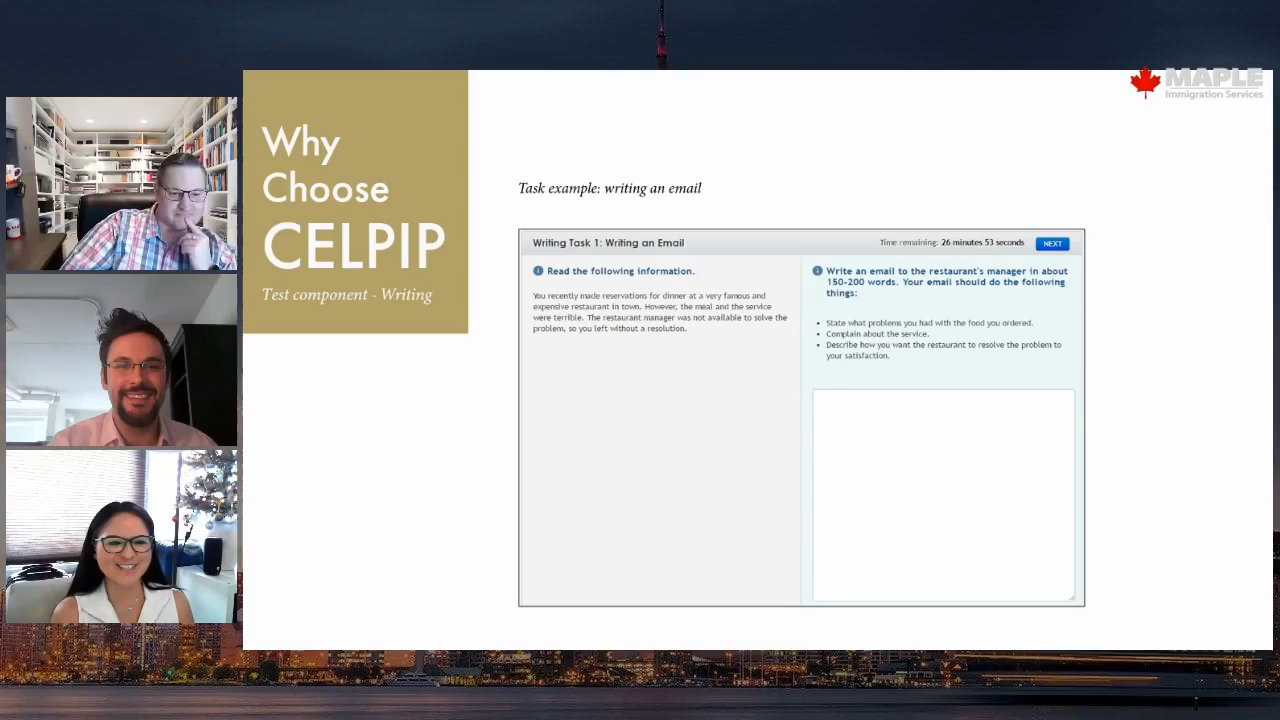 MAPLE
Immigration Services
Why
Choose
CELPIP
Test component - Writing
Task example: writing an email
Writing Task 1: Writing an Email
Time remaining: 26 minutes 53 seconds
NEXT
Read the following information.
You recently made reservations for dinner at a very famous and
expensive restaurant in town. However, the meal and the service
were terrible. The restaurant manager was not available to solve the
problem, so you left without a resolution.
Write an email to the restaurant's manager in about
150-200 words. Your email should do the following
things:
• State what problems you had with the food you ordered.
• Complain about the service.
• Describe how you want the restaurant to resolve the problem to
your satisfaction.